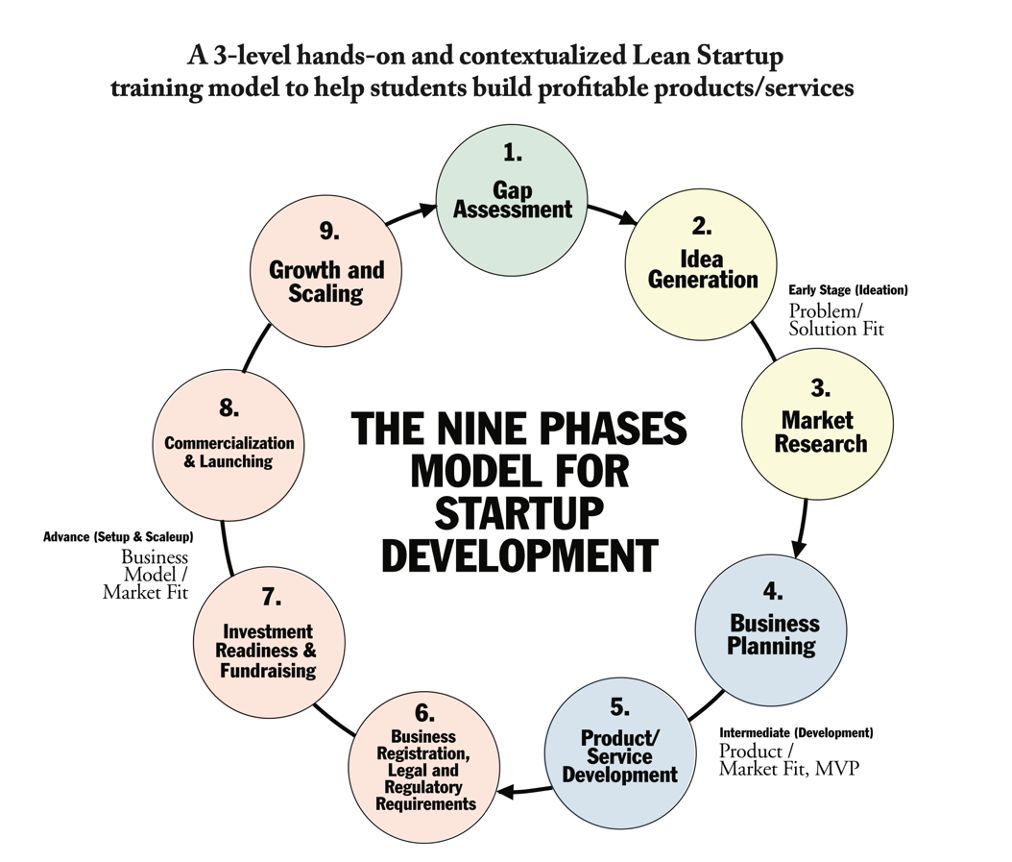 A 3-level hands-on and contextualized Lean Startup
training model to help students build profitable products/services
1.
Gap
Assessment
2.
Idea
Generation
Early Stage (Ideation)
Problem/
Solution Fit
3.
Market
Research
4.
Business
Planning
Intermediate (Development)
Product /
Market Fit, MVP
5.
Product/
Service
Development
6.
Business
Registration,
Legal and
Regulatory
Requirements
7.
Investment
Readiness &
Fundraising
Advance (Setup & Scaleup)
Business
Model /
Market Fit
8.
Commercialization
& Launching
9.
Growth and
Scaling
THE NINE PHASES
MODEL FOR
STARTUP
DEVELOPMENT